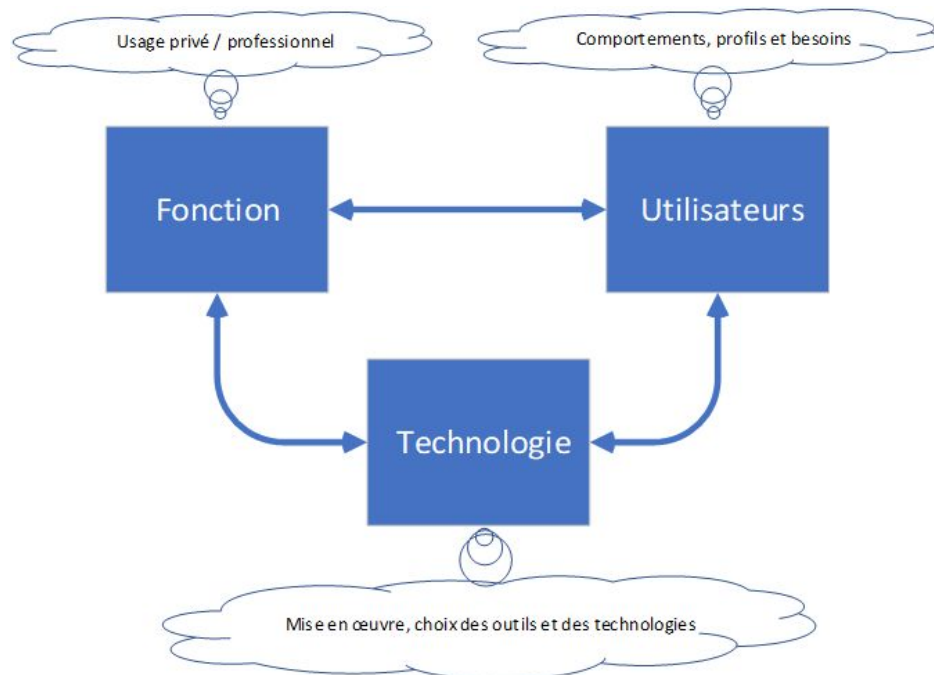 Usage privé / professionnel
Comportements, profils et besoins
Fonction
Utilisateurs
Technologie
Mise en œuvre, choix des outils et des technologies